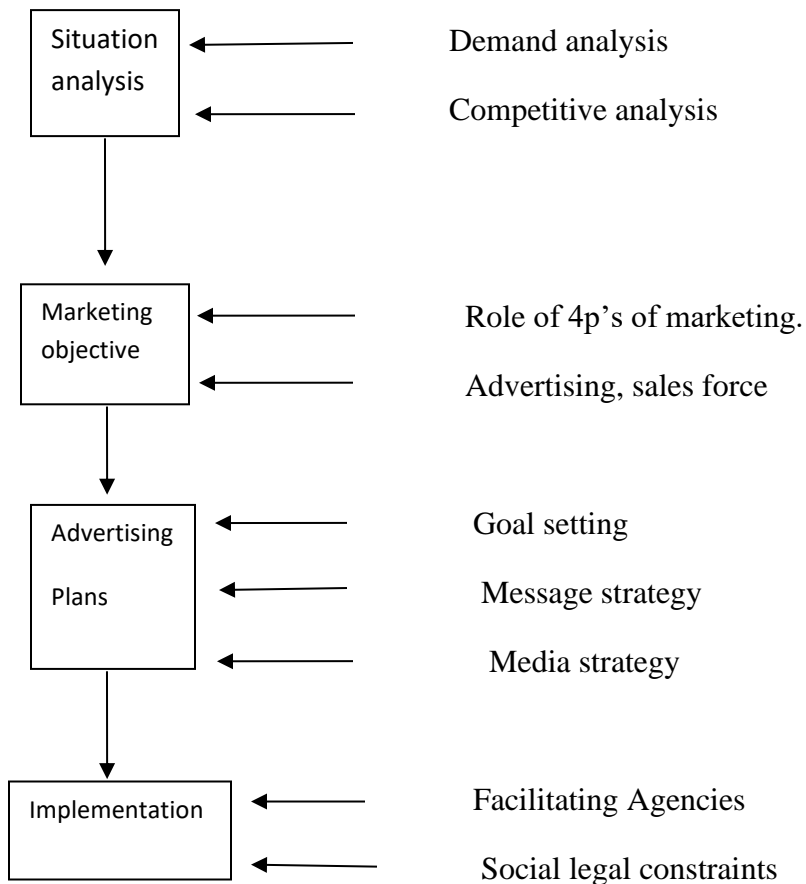 Situation
analysis
Demand analysis
Competitive analysis
Marketing
objective
Role of 4p’s of marketing.
Advertising, sales force
Advertising
Plans
Goal setting
Message strategy
Media strategy
Implementation
Facilitating Agencies
Social legal constraints